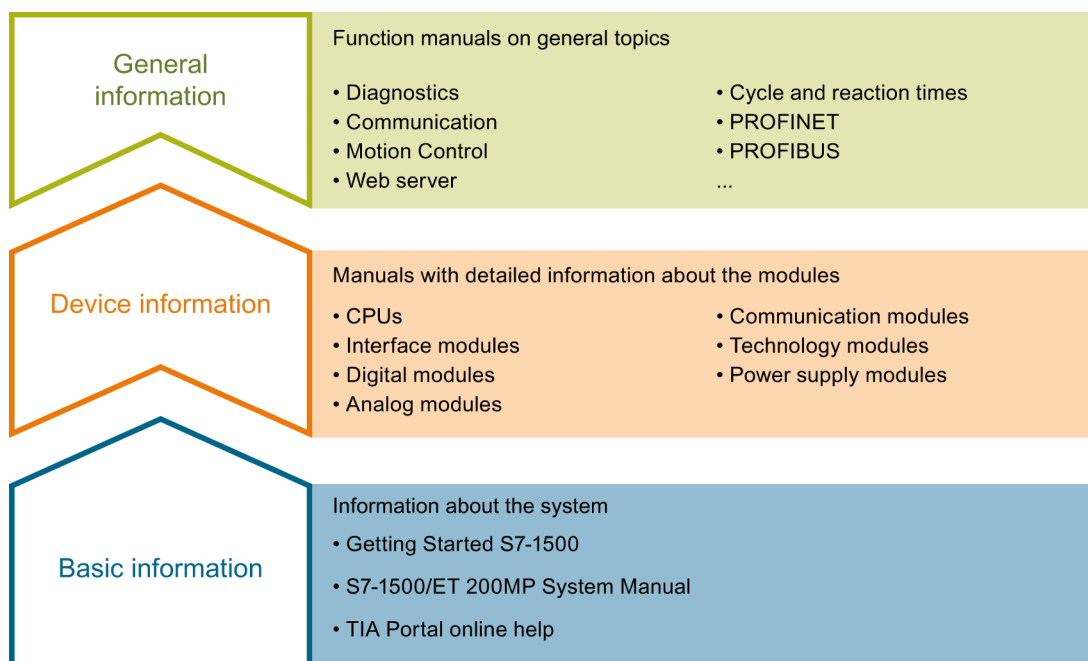 General
information
Function manuals on general topics
• Diagnostics
• Communication
• Motion Control
• Web server
• Cycle and reaction times
• PROFINET
• PROFIBUS
...
Device information
Manuals with detailed information about the modules
• CPUs
• Interface modules
• Digital modules
• Analog modules
• Communication modules
• Technology modules
• Power supply modules
Basic information
Information about the system
• Getting Started S7-1500
• S7-1500/ET 200MP System Manual
• TIA Portal online help